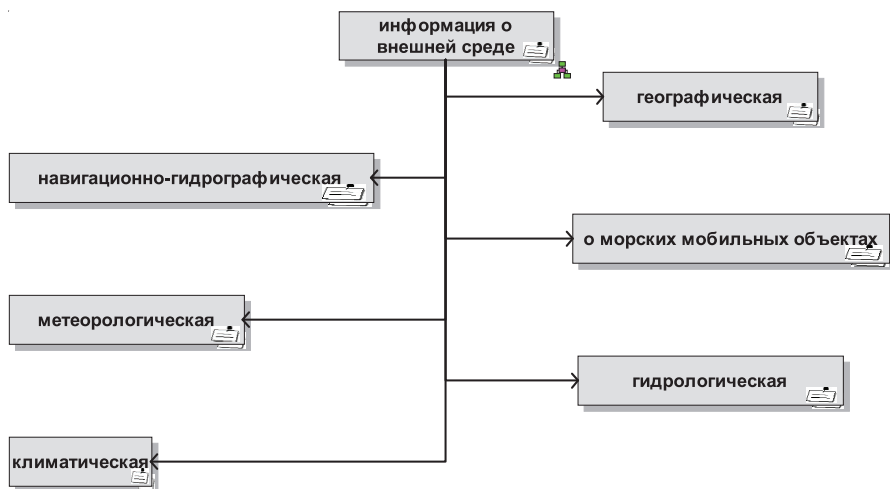 информация о
внешней среде
географическая
навигационно-гидрографическая
о морских мобильных объектах
метеорологическая
гидрологическая
климатическая